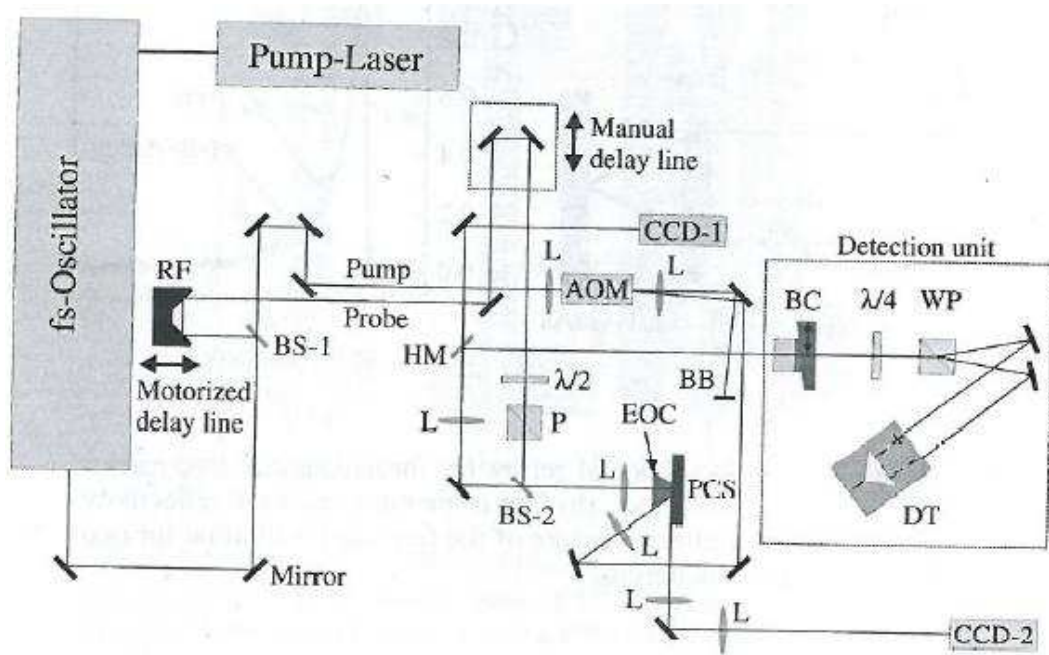 Pump-Laser
fs-Oscillator
Manual
delay line
CCD-1
Detection unit
RF
Pump
L
AOM
L
BC
λ/4
WP
Probe
BS-1
HM
BB
Motorized
delay line
λ/2
L
P
EOC
L
PCS
BS-2
DT
L
Mirror
L
L
CCD-2